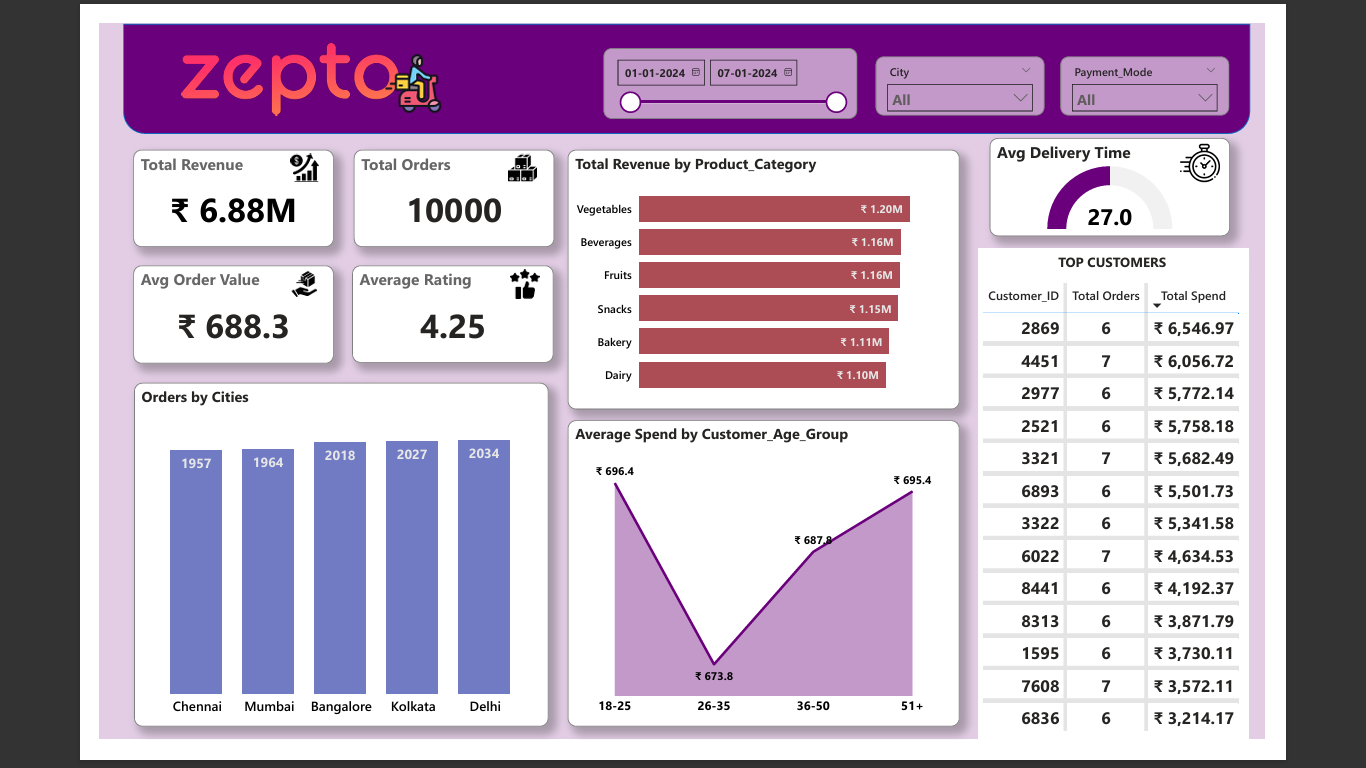 zepto
01-01-2024 07-01-2024
City
All
Payment_Mode
All
Total Revenue
₹ 6.88M
Total Orders
10000
Avg Order Value
₹ 688.3
Average Rating
4.25
Total Revenue by Product_Category
Vegetables ₹ 1.20M
Beverages ₹ 1.16M
Fruits ₹ 1.16M
Snacks ₹ 1.15M
Bakery ₹ 1.11M
Dairy ₹ 1.10M
Avg Delivery Time
27.0
Orders by Cities
1957 1964 2018 2027 2034
Chennai Mumbai Bangalore Kolkata Delhi
Average Spend by Customer_Age_Group
₹ 696.4
₹ 695.4
₹ 687.8
₹ 673.8
18-25 26-35 36-50 51+
TOP CUSTOMERS
Customer_ID Total Orders Total Spend
2869 6 ₹ 6,546.97
4451 7 ₹ 6,056.72
2977 6 ₹ 5,772.14
2521 6 ₹ 5,758.18
3321 7 ₹ 5,682.49
6893 6 ₹ 5,501.73
3322 6 ₹ 5,341.58
6022 7 ₹ 4,634.53
8441 6 ₹ 4,192.37
8313 6 ₹ 3,871.79
1595 6 ₹ 3,730.11
7608 7 ₹ 3,572.11
6836 6 ₹ 3,214.17